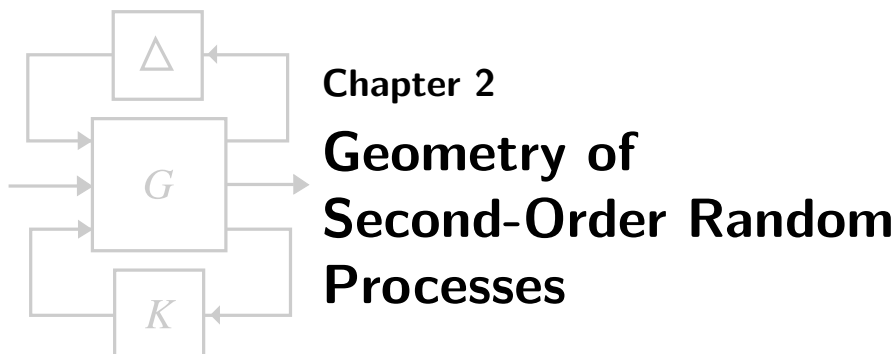 Δ
G
K
Chapter 2
Geometry of
Second-Order Random
Processes